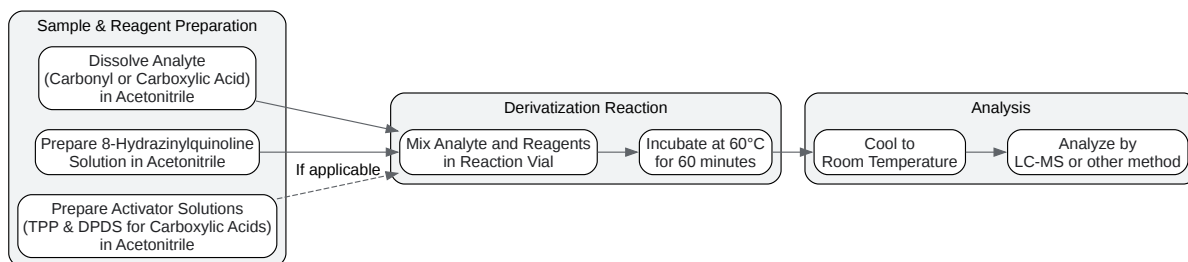 Sample & Reagent Preparation
Dissolve Analyte
(Carbonyl or Carboxylic Acid)
in Acetonitrile
Prepare 8-Hydrazinylquinoline
Solution in Acetonitrile
If applicable
Prepare Activator Solutions
(TPP & DPDS for Carboxylic Acids)
in Acetonitrile
Derivatization Reaction
Mix Analyte and Reagents
in Reaction Vial
Incubate at 60°C
for 60 minutes
Analysis
Cool to
Room Temperature
Analyze by
LC-MS or other method